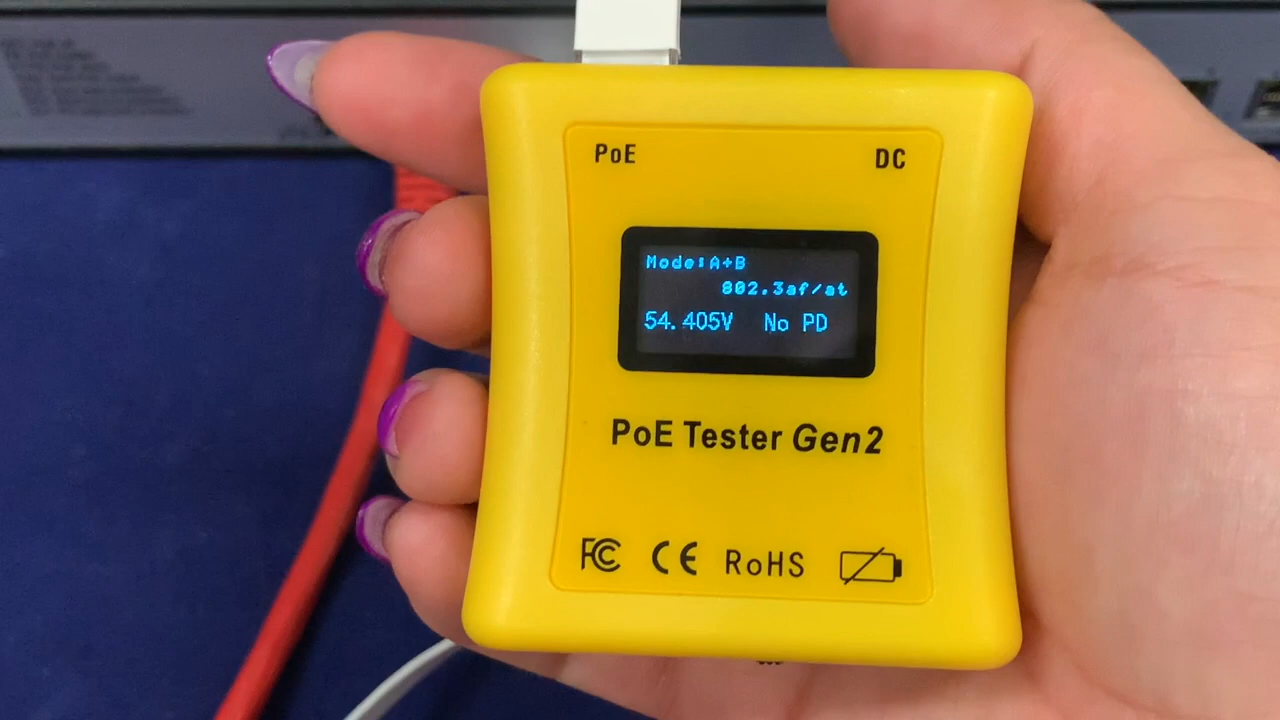 PoE DC
Mode:A+B
802.3af/at
54.405V No PD
PoE Tester Gen2
FC CE RoHS